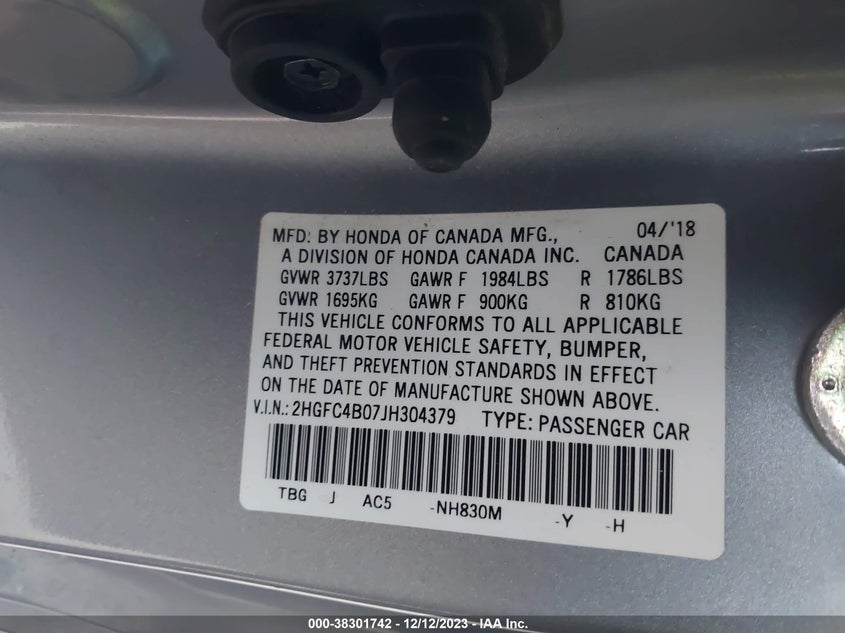 MFD. BY HONDA OF CANADA MFG., 04/'18
A DIVISION OF HONDA CANADA INC. CANADA
GVWR 3737LBS GAWR F 1984LBS R 1786LBS
GVWR 1695KG GAWR F 900KG R 810KG
THIS VEHICLE CONFORMS TO ALL APPLICABLE
FEDERAL MOTOR VEHICLE SAFETY, BUMPER,
AND THEFT PREVENTION STANDARDS IN EFFECT
ON THE DATE OF MANUFACTURE SHOWN ABOVE.
V.I.N.: 2HGFC4B07JH304379 TYPE: PASSENGER CAR
TBG J AC5 -NH830M -Y -H
000-38301742 - 12/12/2023 - IAA Inc.